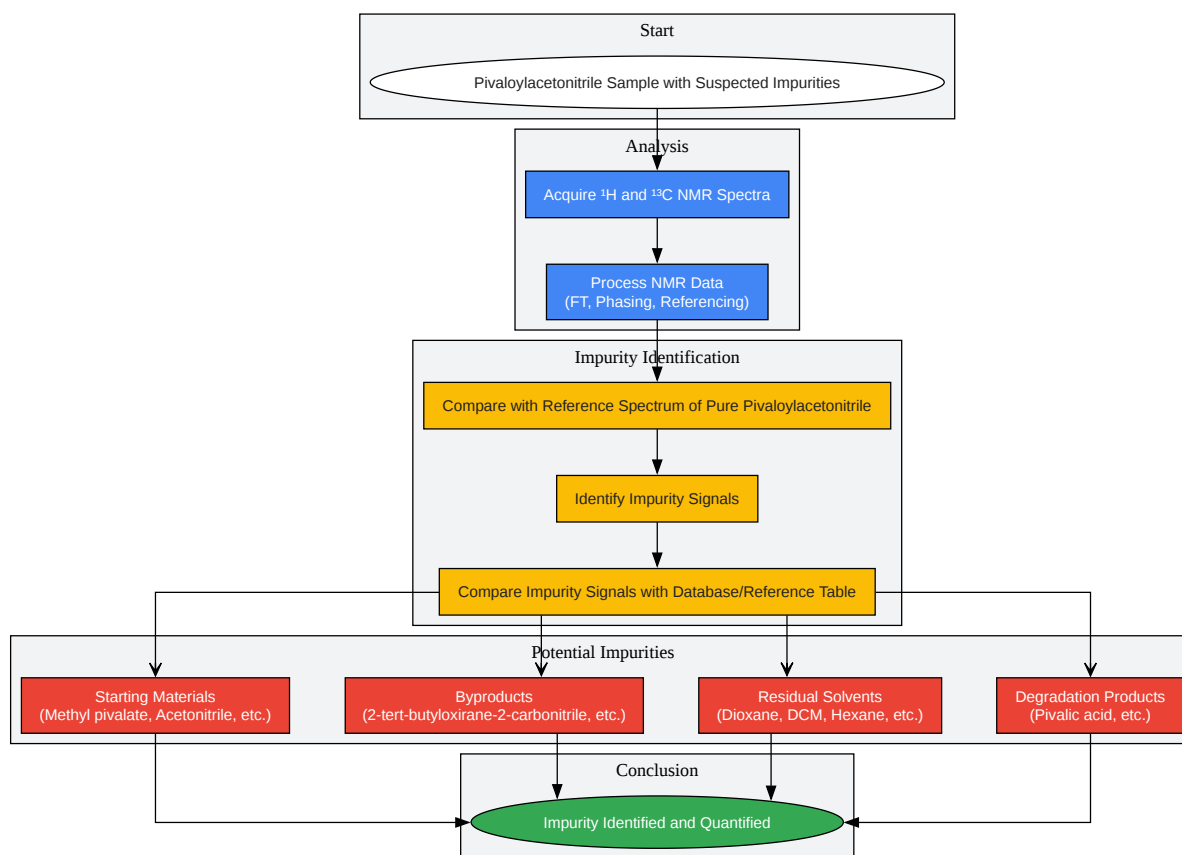 Start
Pivaloylacetonitrile Sample with Suspected Impurities
Analysis
Acquire ¹H and ¹³C NMR Spectra
Process NMR Data
(FT, Phasing, Referencing)
Impurity Identification
Compare with Reference Spectrum of Pure Pivaloylacetonitrile
Identify Impurity Signals
Compare Impurity Signals with Database/Reference Table
Potential Impurities
Starting Materials
(Methyl pivalate, Acetonitrile, etc.)
Byproducts
(2-tert-butyloxirane-2-carbonitrile, etc.)
Residual Solvents
(Dioxane, DCM, Hexane, etc.)
Degradation Products
(Pivalic acid, etc.)
Conclusion
Impurity Identified and Quantified